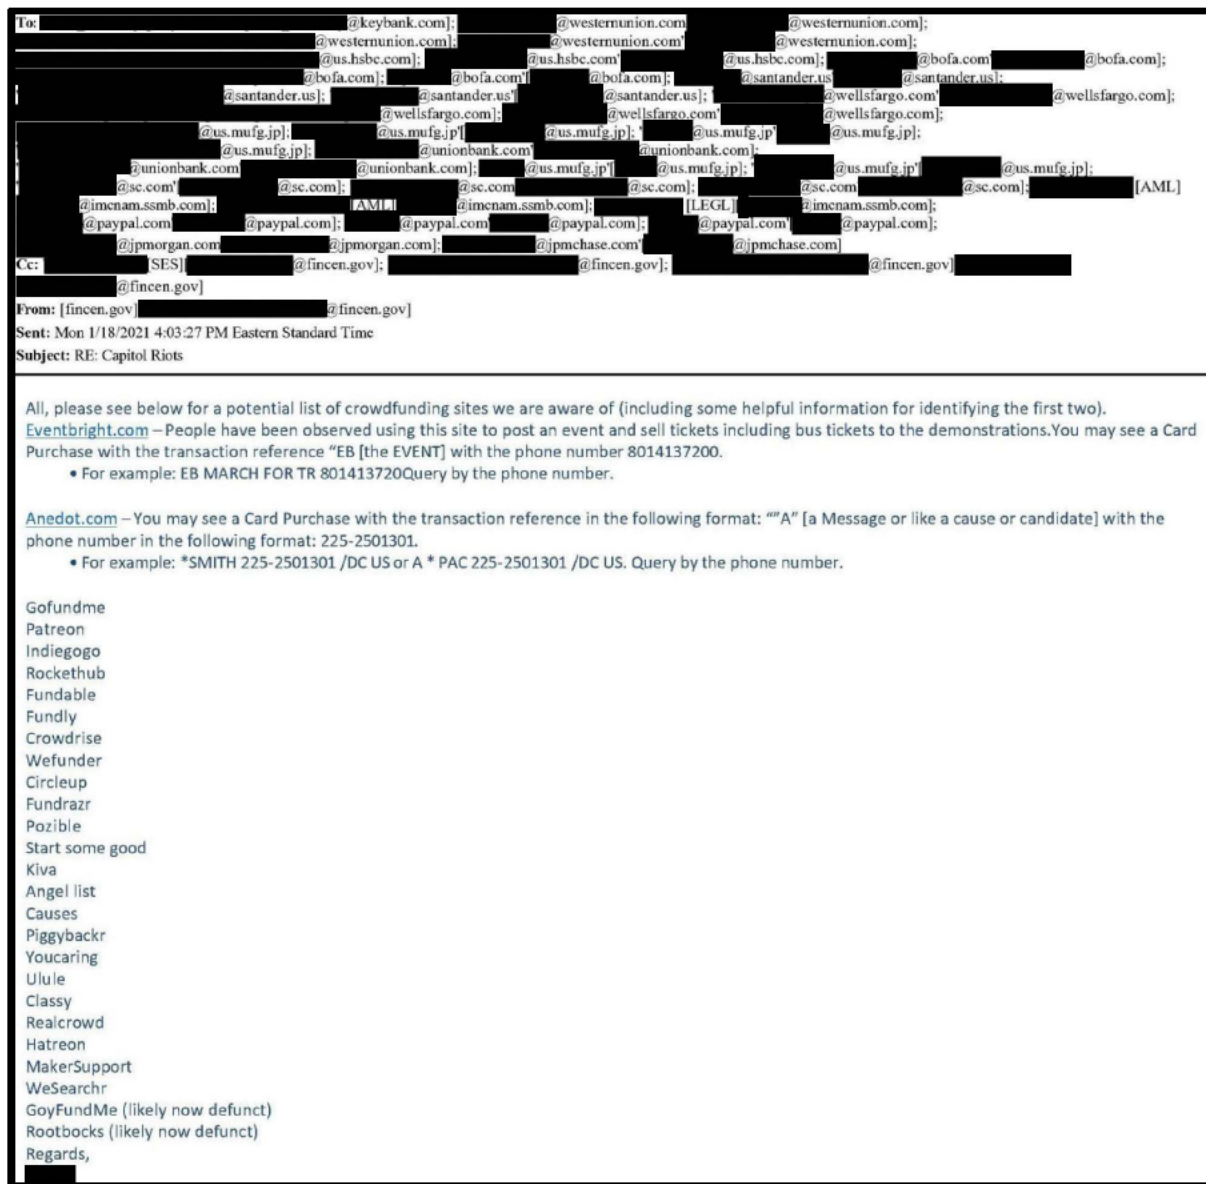 To: @keybank.com]; @westernunion.com @westernunion.com];
@westernunion.com]; @westernunion.com' @westernunion.com];
@us.hsbc.com]; @us.hsbc.com' @us.hsbc.com]; @bofa.com' @bofa.com];
@bofa.com]; @bofa.com'[ @bofa.com]; @santander.us' @santander.us];
@santander.us]; @santander.us'[ @santander.us]; ' @wellsfargo.com' @wellsfargo.com];
@wellsfargo.com]; @wellsfargo.com' @wellsfargo.com];
@us.mufg.jp]; @us.mufg.jp'[ @us.mufg.jp]; ' @us.mufg.jp' @us.mufg.jp];
@us.mufg.jp]; @unionbank.com' @unionbank.com];
@unionbank.com @unionbank.com]; @us.mufg.jp'[ @us.mufg.jp]; ' @us.mufg.jp'[ @us.mufg.jp];
@sc.com'[ @sc.com]; @sc.com @sc.com]; @sc.com @sc.com]; [AML]
@imcnam.ssmb.com]; [AML][ @imcnam.ssmb.com]; [LEGL][ @imcnam.ssmb.com];
@paypal.com @paypal.com]; @paypal.com @paypal.com]; @paypal.com'[ @paypal.com];
@jpmorgan.com @jpmorgan.com]; @jpmchase.com' @jpmchase.com]
Cc: [SES][ @fincen.gov]; @fincen.gov]; @fincen.gov]
@fincen.gov]
From: [fincen.gov] @fincen.gov]
Sent: Mon 1/18/2021 4:03:27 PM Eastern Standard Time
Subject: RE: Capitol Riots
All, please see below for a potential list of crowdfunding sites we are aware of (including some helpful information for identifying the first two).
Eventbright.com – People have been observed using this site to post an event and sell tickets including bus tickets to the demonstrations.You may see a Card
Purchase with the transaction reference "EB [the EVENT] with the phone number 8014137200.
• For example: EB MARCH FOR TR 801413720Query by the phone number.
Anedot.com – You may see a Card Purchase with the transaction reference in the following format: ""A" [a Message or like a cause or candidate] with the
phone number in the following format: 225-2501301.
• For example: *SMITH 225-2501301 /DC US or A * PAC 225-2501301 /DC US. Query by the phone number.
Gofundme
Patreon
Indiegogo
Rockethub
Fundable
Fundly
Crowdrise
Wefunder
Circleup
Fundrazr
Pozible
Start some good
Kiva
Angel list
Causes
Piggybackr
Youcaring
Ulule
Classy
Realcrowd
Hatreon
MakerSupport
WeSearchr
GoyFundMe (likely now defunct)
Rootbocks (likely now defunct)
Regards,